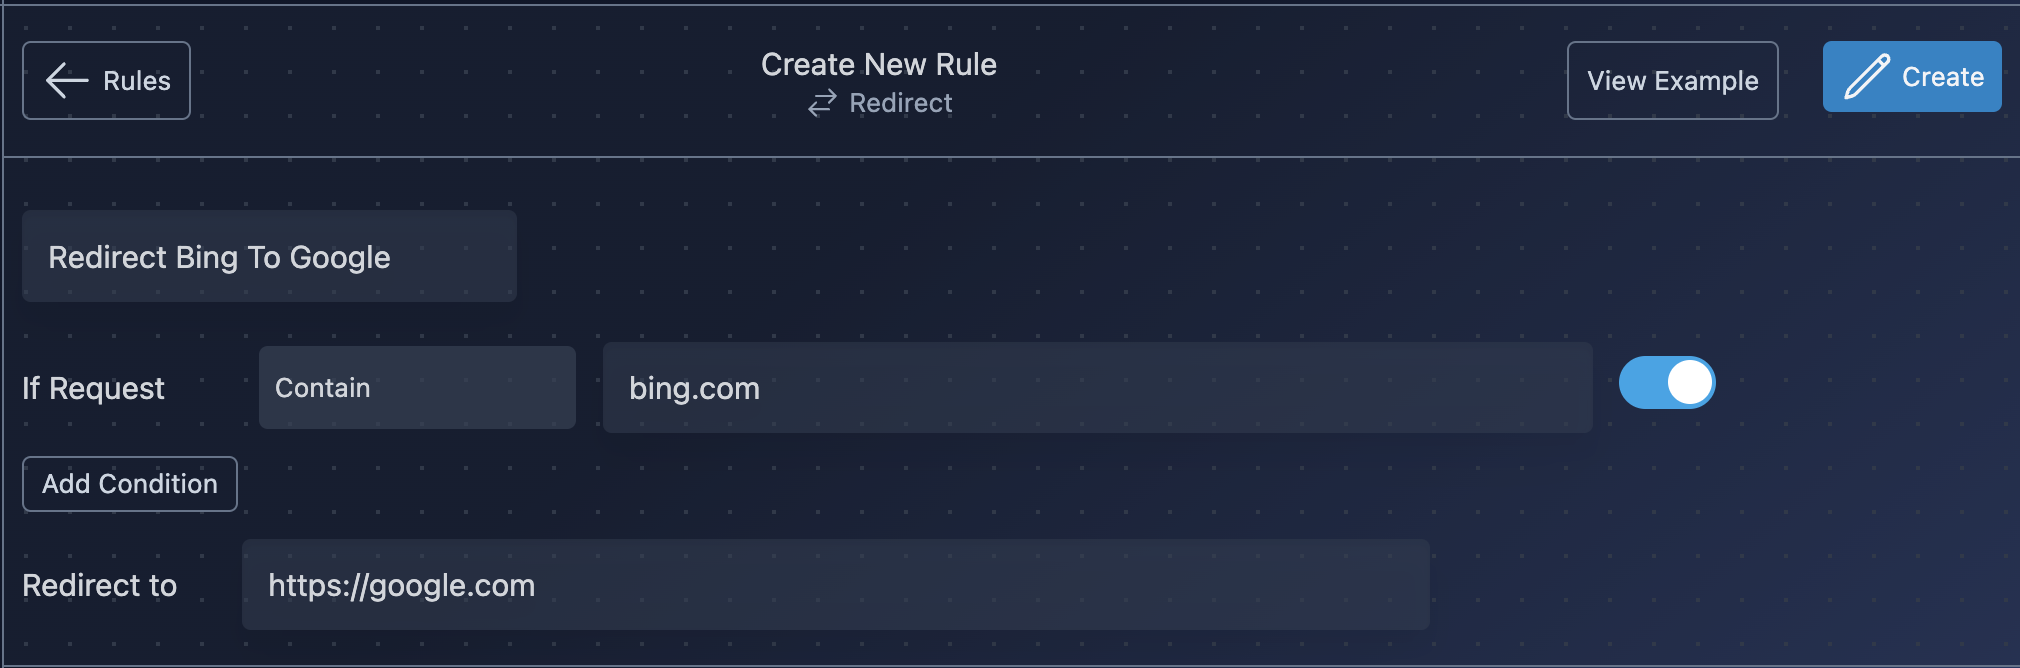 Rules
Create New Rule
Redirect
View Example
Create
Redirect Bing To Google
If Request
Contain
bing.com
Add Condition
Redirect to
https://google.com